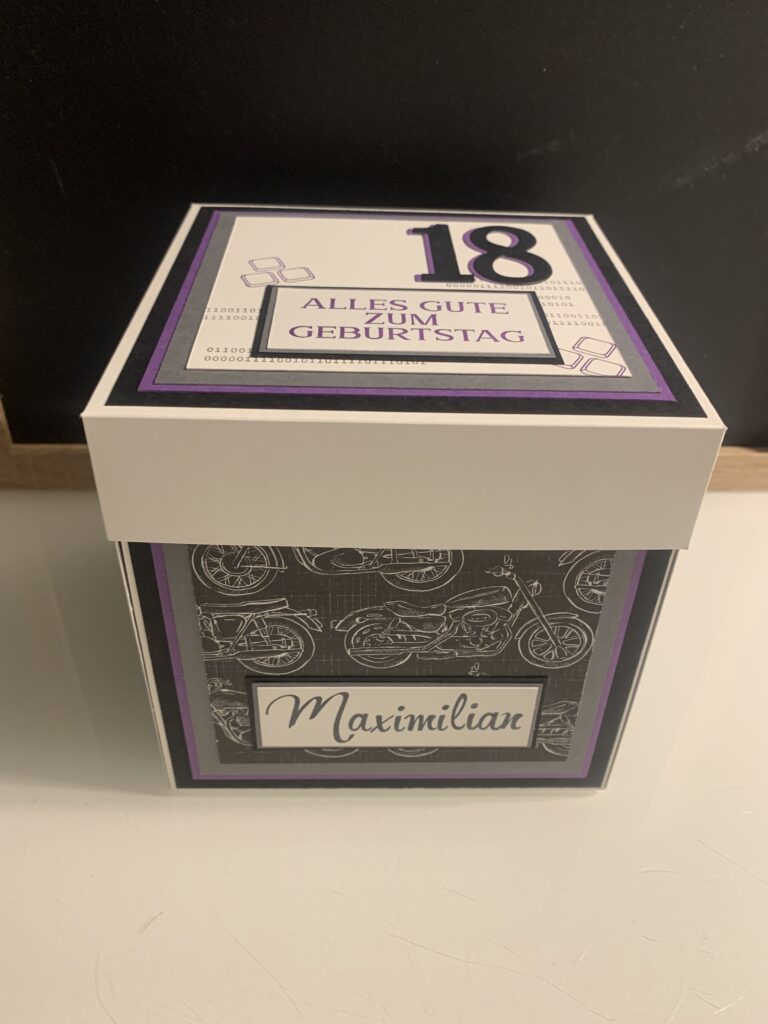 18
ALLES GUTE
ZUM
GEBURTSTAG
Maximilian